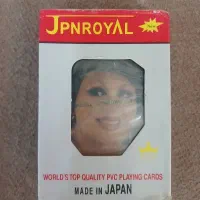 JPNROYAL
WORLD'S TOP QUALITY PVC PLAYING CARDS
MADE IN JAPAN